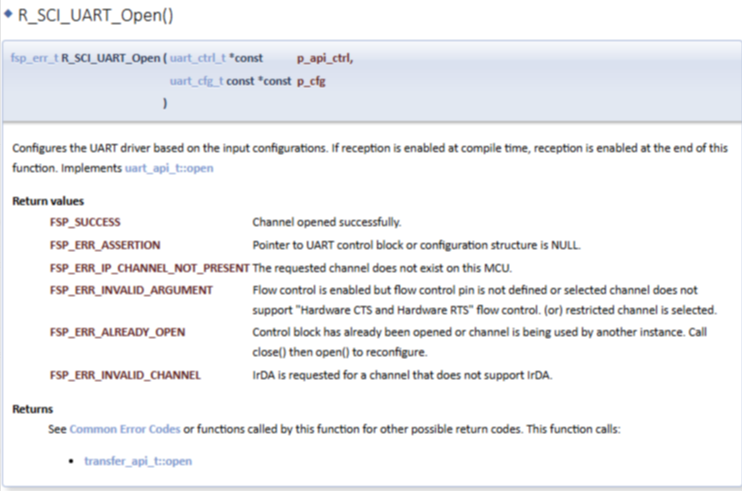 R_SCI_UART_Open()
fsp_err_t R_SCI_UART_Open ( uart_ctrl_t *const p_api_ctrl,
uart_cfg_t const *const p_cfg
)
Configures the UART driver based on the input configurations. If reception is enabled at compile time, reception is enabled at the end of this
function. Implements uart_api_t::open
Return values
FSP_SUCCESS Channel opened successfully.
FSP_ERR_ASSERTION Pointer to UART control block or configuration structure is NULL.
FSP_ERR_IP_CHANNEL_NOT_PRESENT The requested channel does not exist on this MCU.
FSP_ERR_INVALID_ARGUMENT Flow control is enabled but flow control pin is not defined or selected channel does not
support "Hardware CTS and Hardware RTS" flow control. (or) restricted channel is selected.
FSP_ERR_ALREADY_OPEN Control block has already been opened or channel is being used by another instance. Call
close() then open() to reconfigure.
FSP_ERR_INVALID_CHANNEL IrDA is requested for a channel that does not support IrDA.
Returns
See Common Error Codes or functions called by this function for other possible return codes. This function calls:
• transfer_api_t::open